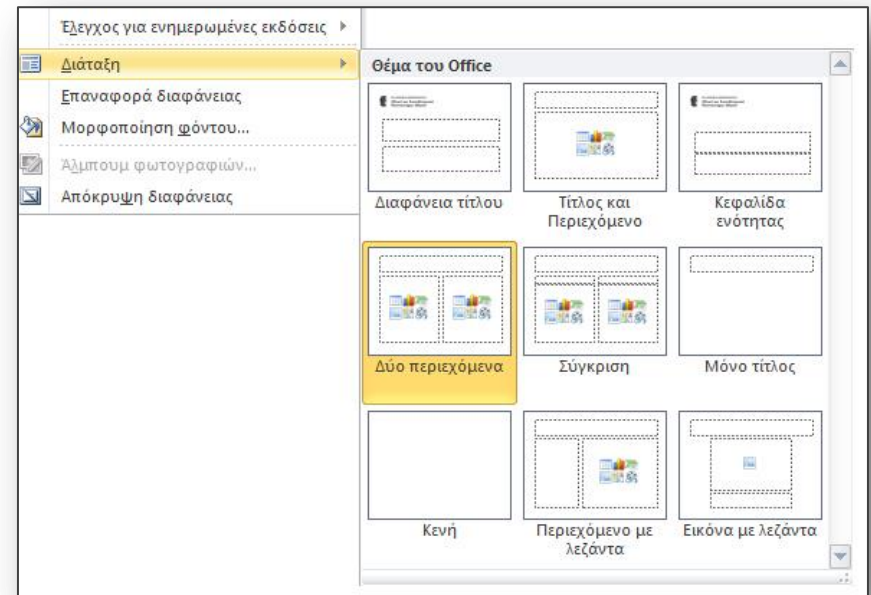 Έλεγχος για ενημερωμένες εκδόσεις
Διάταξη
Επαναφορά διαφάνειας
Μορφοποίηση φόντου...
Άλμπουμ φωτογραφιών...
Απόκρυψη διαφάνειας
Θέμα του Office
Διαφάνεια τίτλου
Τίτλος και
Περιεχόμενο
Κεφαλίδα
ενότητας
Δύο περιεχόμενα
Σύγκριση
Μόνο τίτλος
Κενή
Περιεχόμενο με
λεζάντα
Εικόνα με λεζάντα